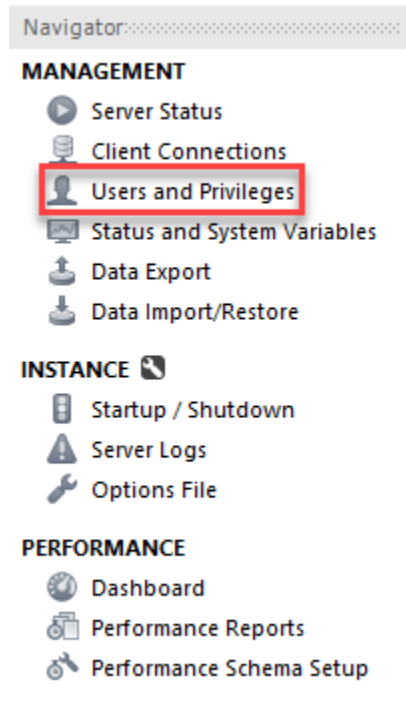 Navigator
MANAGEMENT
Server Status
Client Connections
Users and Privileges
Status and System Variables
Data Export
Data Import/Restore
INSTANCE
Startup / Shutdown
Server Logs
Options File
PERFORMANCE
Dashboard
Performance Reports
Performance Schema Setup